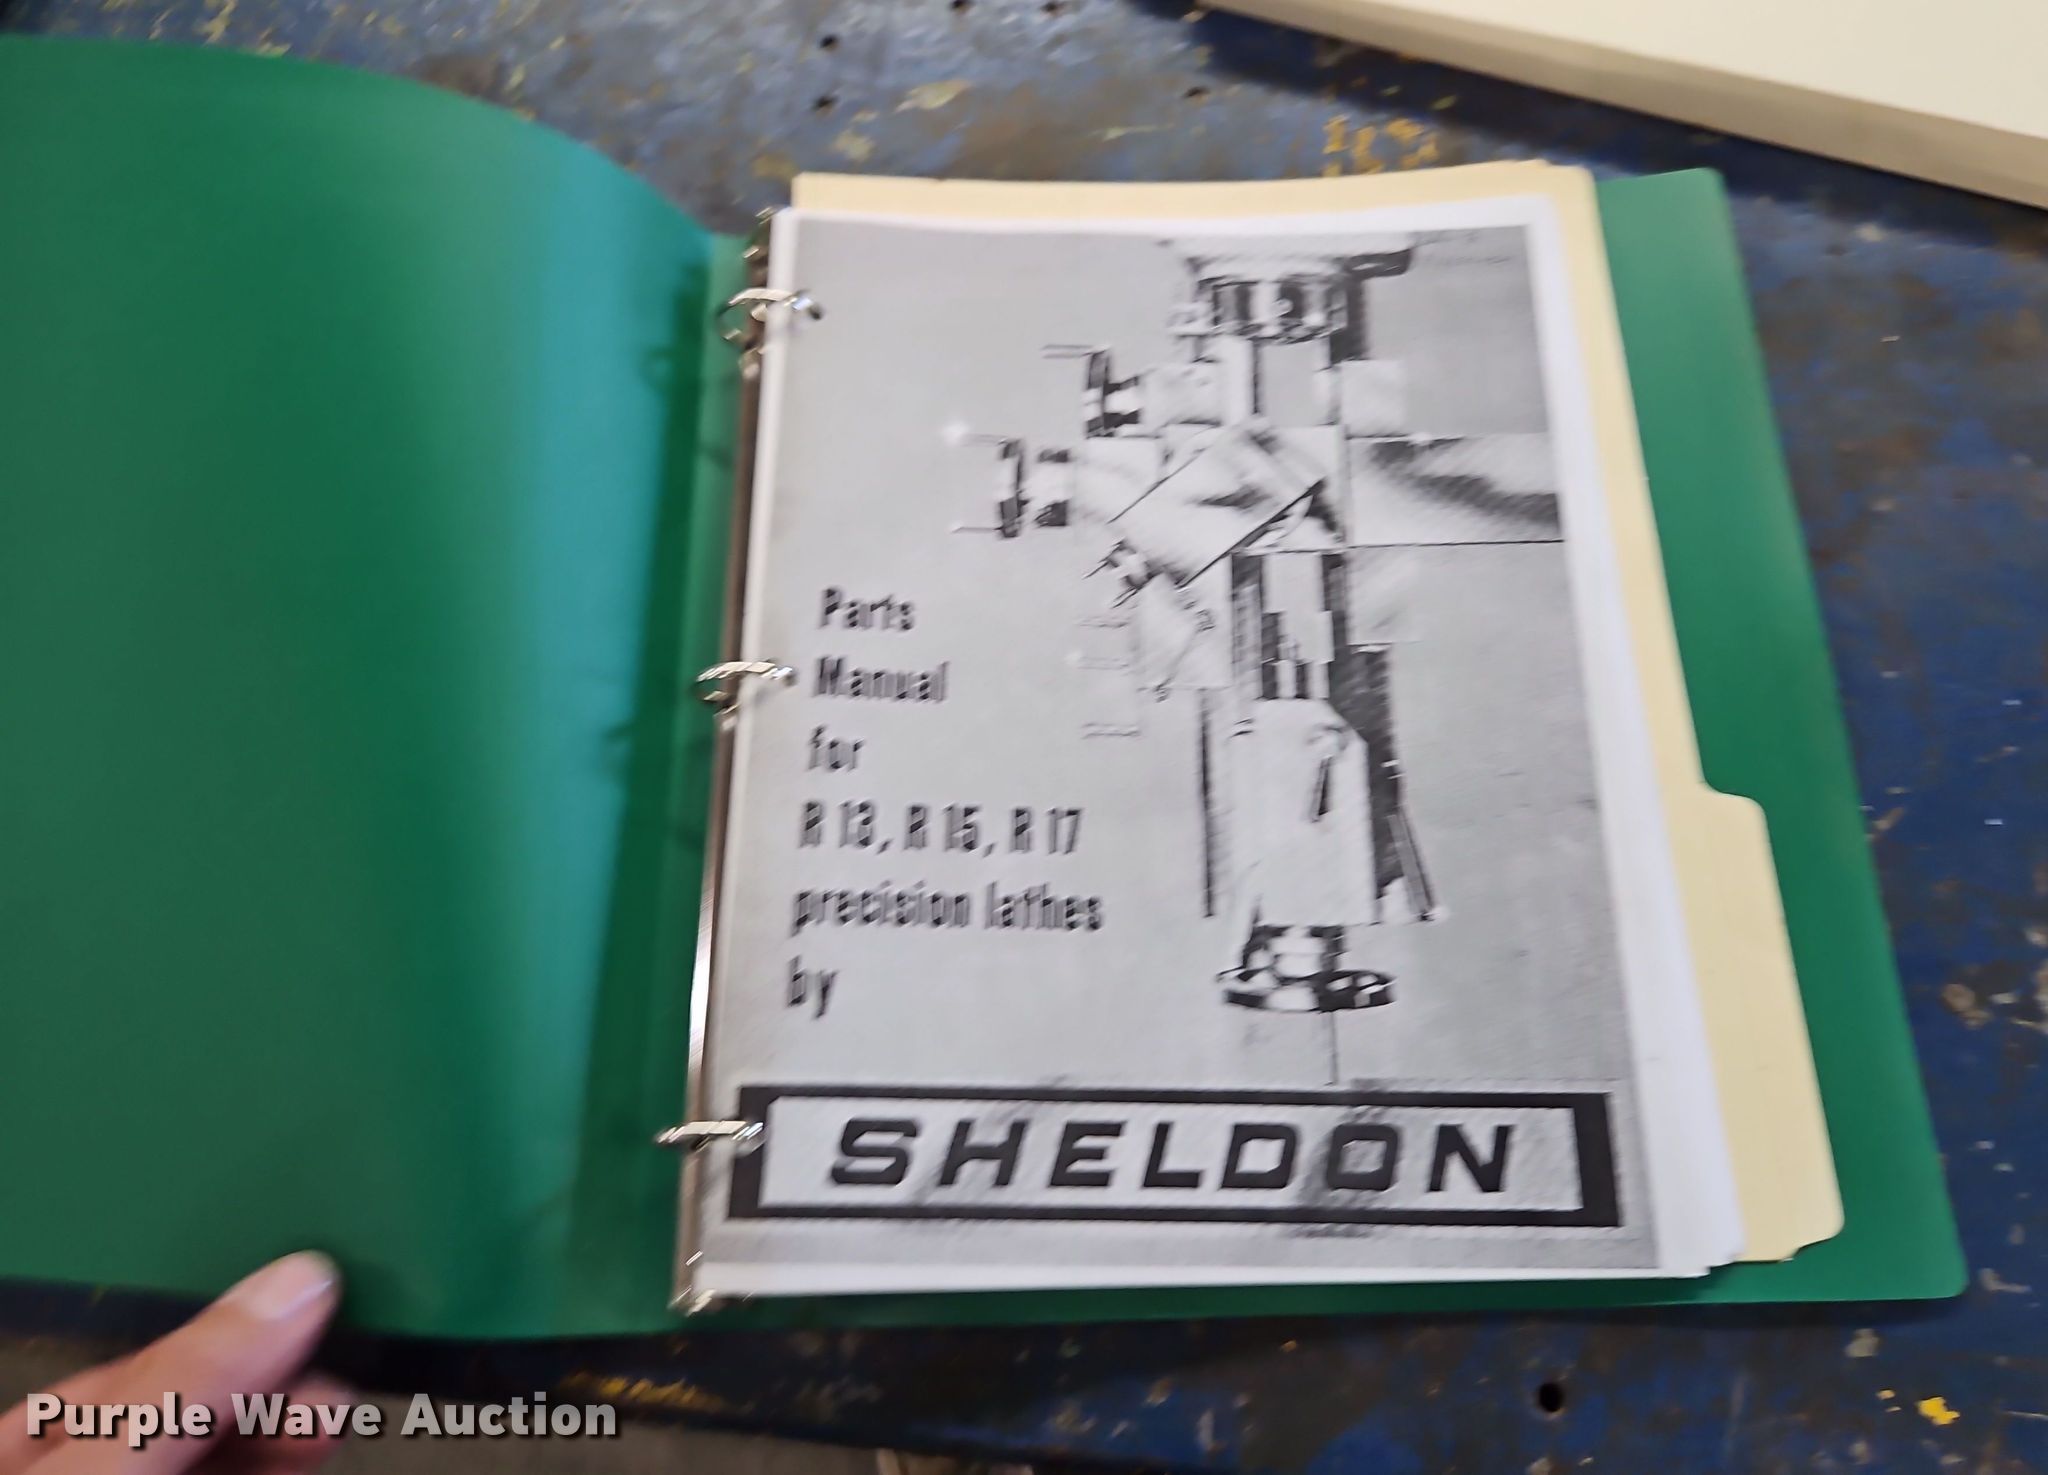 Parts
Manual
for
R 13, R 15, R 17
precision lathes
by
SHELDON
Purple Wave Auction